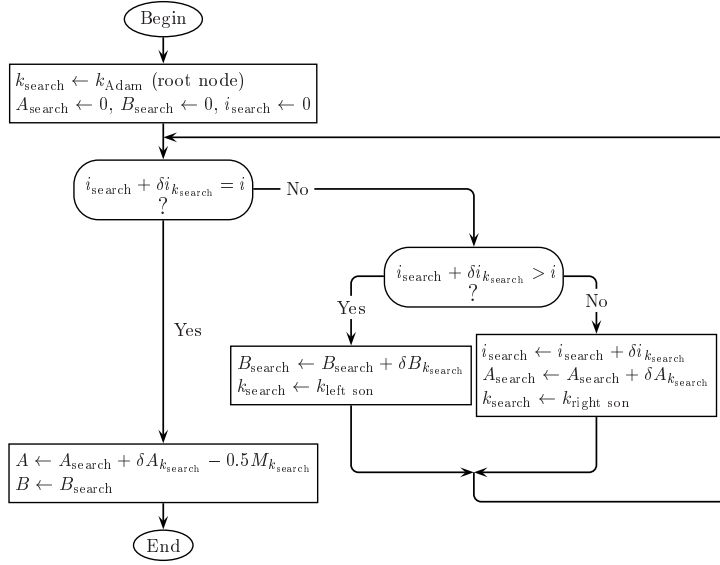 Begin
k_search ← k_Adam (root node)
A_search ← 0, B_search ← 0, i_search ← 0
i_search + δi_{k_search} = i
?
No
i_search + δi_{k_search} > i
?
Yes
No
Yes
B_search ← B_search + δB_{k_search}
k_search ← k_left son
i_search ← i_search + δi_{k_search}
A_search ← A_search + δA_{k_search}
k_search ← k_right son
A ← A_search + δA_{k_search} − 0.5M_{k_search}
B ← B_search
End